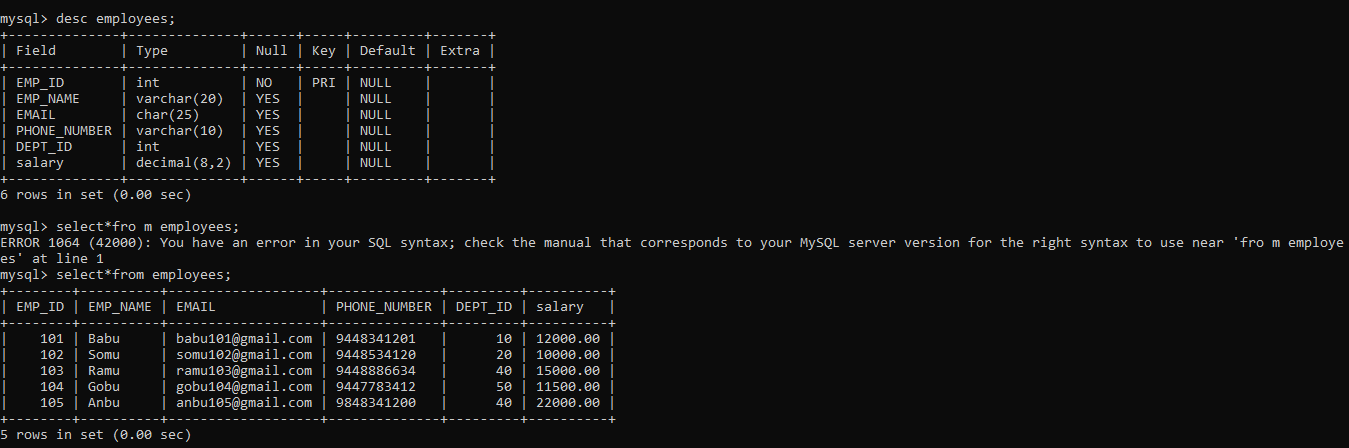 mysql> desc employees;
+--------------+--------------+------+-----+---------+-------+
| Field        | Type         | Null | Key | Default | Extra |
+--------------+--------------+------+-----+---------+-------+
| EMP_ID       | int          | NO   | PRI | NULL    |       |
| EMP_NAME     | varchar(20)  | YES  |     | NULL    |       |
| EMAIL        | char(25)     | YES  |     | NULL    |       |
| PHONE_NUMBER | varchar(10)  | YES  |     | NULL    |       |
| DEPT_ID      | int          | YES  |     | NULL    |       |
| salary       | decimal(8,2) | YES  |     | NULL    |       |
+--------------+--------------+------+-----+---------+-------+
6 rows in set (0.00 sec)
mysql> select*fro m employees;
ERROR 1064 (42000): You have an error in your SQL syntax; check the manual that corresponds to your MySQL server version for the right syntax to use near 'fro m employe
es' at line 1
mysql> select*from employees;
+--------+----------+-------------------+--------------+---------+----------+
| EMP_ID | EMP_NAME | EMAIL             | PHONE_NUMBER | DEPT_ID | salary   |
+--------+----------+-------------------+--------------+---------+----------+
|    101 | Babu     | babu101@gmail.com | 9448341201   |      10 | 12000.00 |
|    102 | Somu     | somu102@gmail.com | 9448534120   |      20 | 10000.00 |
|    103 | Ramu     | ramu103@gmail.com | 9448886634   |      40 | 15000.00 |
|    104 | Gobu     | gobu104@gmail.com | 9447783412   |      50 | 11500.00 |
|    105 | Anbu     | anbu105@gmail.com | 9848341200   |      40 | 22000.00 |
+--------+----------+-------------------+--------------+---------+----------+
5 rows in set (0.00 sec)